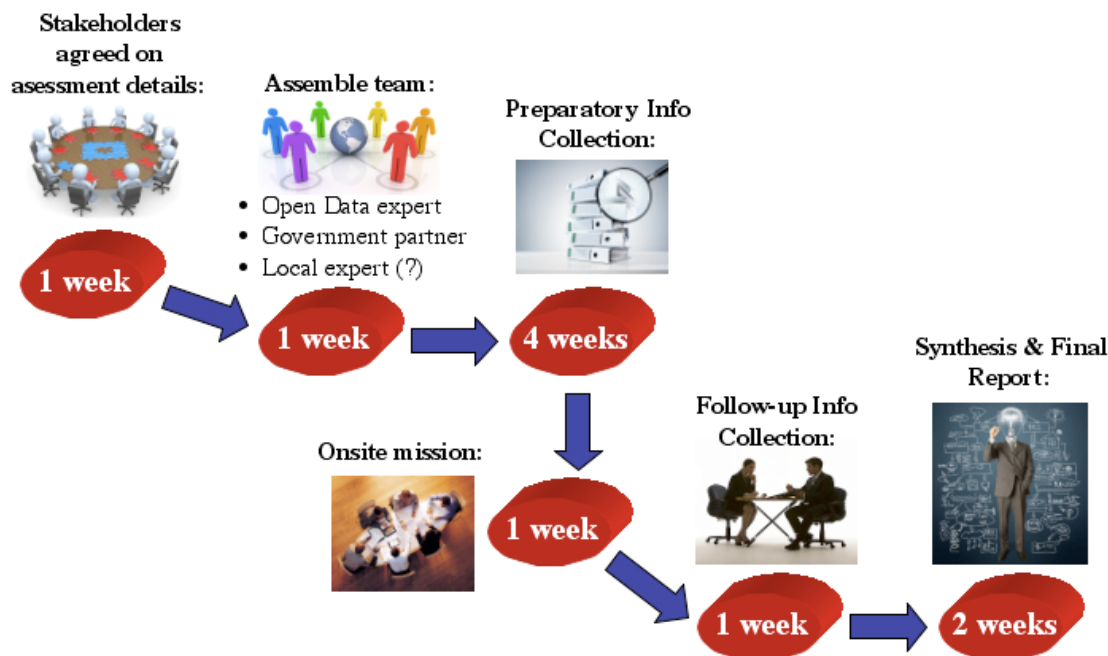 Stakeholders
agreed on
asessment details:
1 week
Assemble team:
• Open Data expert
• Government partner
• Local expert (?)
1 week
Preparatory Info
Collection:
4 weeks
Onsite mission:
1 week
Follow-up Info
Collection:
1 week
Synthesis & Final
Report:
2 weeks